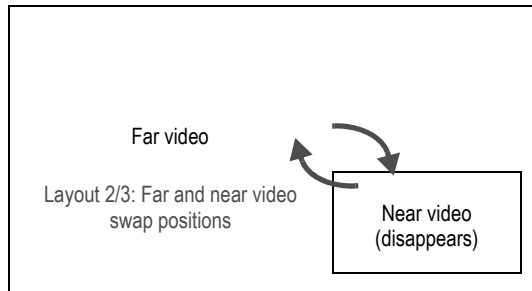 Far video
Layout 2/3: Far and near video
swap positions
Near video
(disappears)